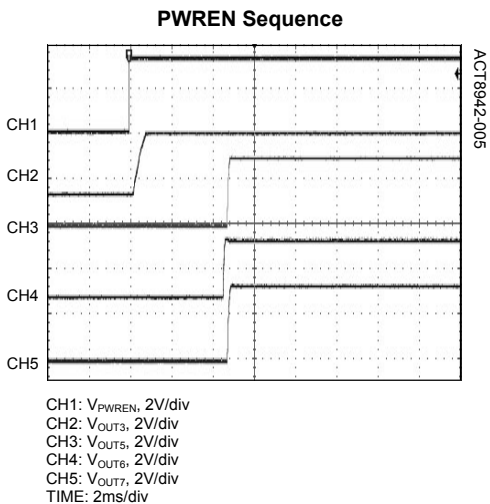 PWREN Sequence
ACT8942-005
CH1
CH2
CH3
CH4
CH5
CH1: VPWREN, 2V/div
CH2: VOUT3, 2V/div
CH3: VOUT5, 2V/div
CH4: VOUT6, 2V/div
CH5: VOUT7, 2V/div
TIME: 2ms/div